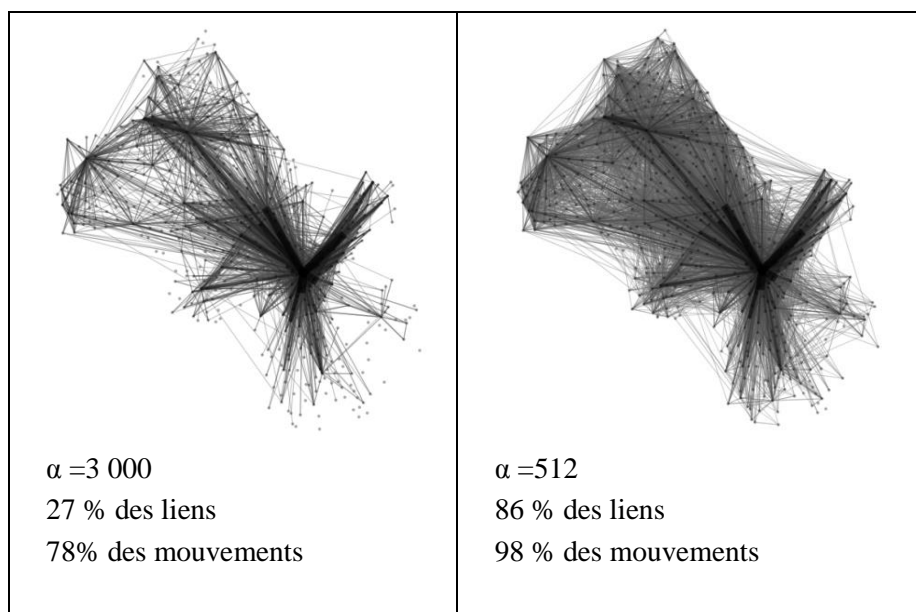 α =3 000
27 % des liens
78% des mouvements
α =512
86 % des liens
98 % des mouvements